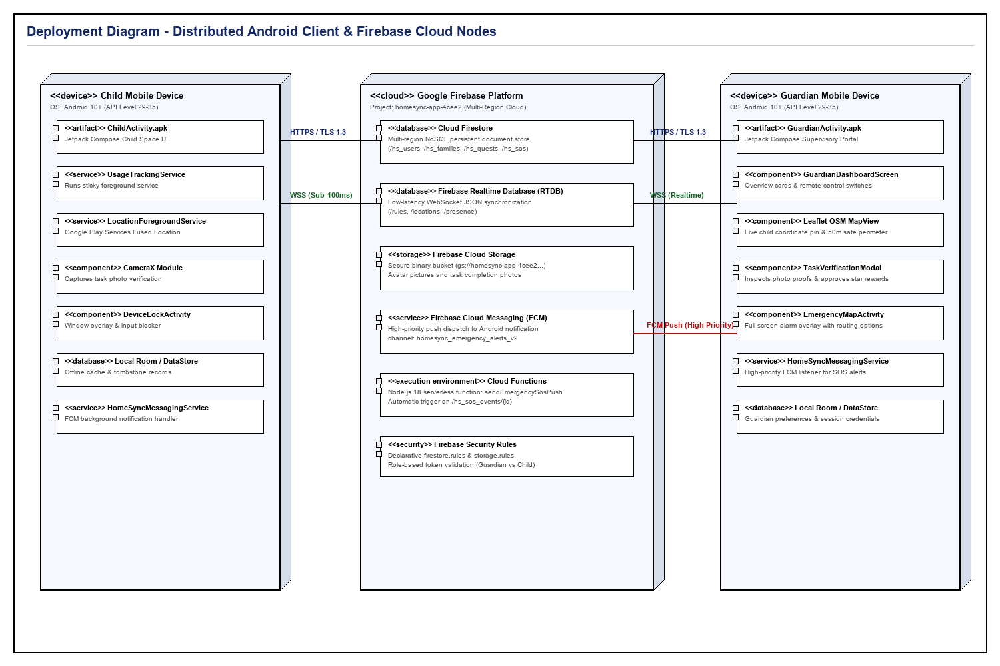 Deployment Diagram - Distributed Android Client & Firebase Cloud Nodes
<<device>> Child Mobile Device
OS: Android 10+ (API Level 29-35)
<<artifact>> ChildActivity.apk
Jetpack Compose Child Space UI
<<service>> UsageTrackingService
Runs sticky foreground service
<<service>> LocationForegroundService
Google Play Services Fused Location
<<component>> CameraX Module
Captures task photo verification
<<component>> DeviceLockActivity
Window overlay & input blocker
<<database>> Local Room / DataStore
Offline cache & tombstone records
<<service>> HomeSyncMessagingService
FCM background notification handler
HTTPS / TLS 1.3
WSS (Sub-100ms)
<<cloud>> Google Firebase Platform
Project: homesync-app-4cee2 (Multi-Region Cloud)
<<database>> Cloud Firestore
Multi-region NoSQL persistent document store
(/hs_users, /hs_families, /hs_quests, /hs_sos)
<<database>> Firebase Realtime Database (RTDB)
Low-latency WebSocket JSON synchronization
(/rules, /locations, /presence)
<<storage>> Firebase Cloud Storage
Secure binary bucket (gs://homesync-app-4cee2...)
Avatar pictures and task completion photos
<<service>> Firebase Cloud Messaging (FCM)
High-priority push dispatch to Android notification
channel: homesync_emergency_alerts_v2
<<execution environment>> Cloud Functions
Node.js 18 serverless function: sendEmergencySosPush
Automatic trigger on /hs_sos_events/{id}
<<security>> Firebase Security Rules
Declarative firestore.rules & storage.rules
Role-based token validation (Guardian vs Child)
HTTPS / TLS 1.3
WSS (Realtime)
FCM Push (High Priority)
<<device>> Guardian Mobile Device
OS: Android 10+ (API Level 29-35)
<<artifact>> GuardianActivity.apk
Jetpack Compose Supervisory Portal
<<component>> GuardianDashboardScreen
Overview cards & remote control switches
<<component>> Leaflet OSM MapView
Live child coordinate pin & 50m safe perimeter
<<component>> TaskVerificationModal
Inspects photo proofs & approves star rewards
<<component>> EmergencyMapActivity
Full-screen alarm overlay with routing options
<<service>> HomeSyncMessagingService
High-priority FCM listener for SOS alerts
<<database>> Local Room / DataStore
Guardian preferences & session credentials